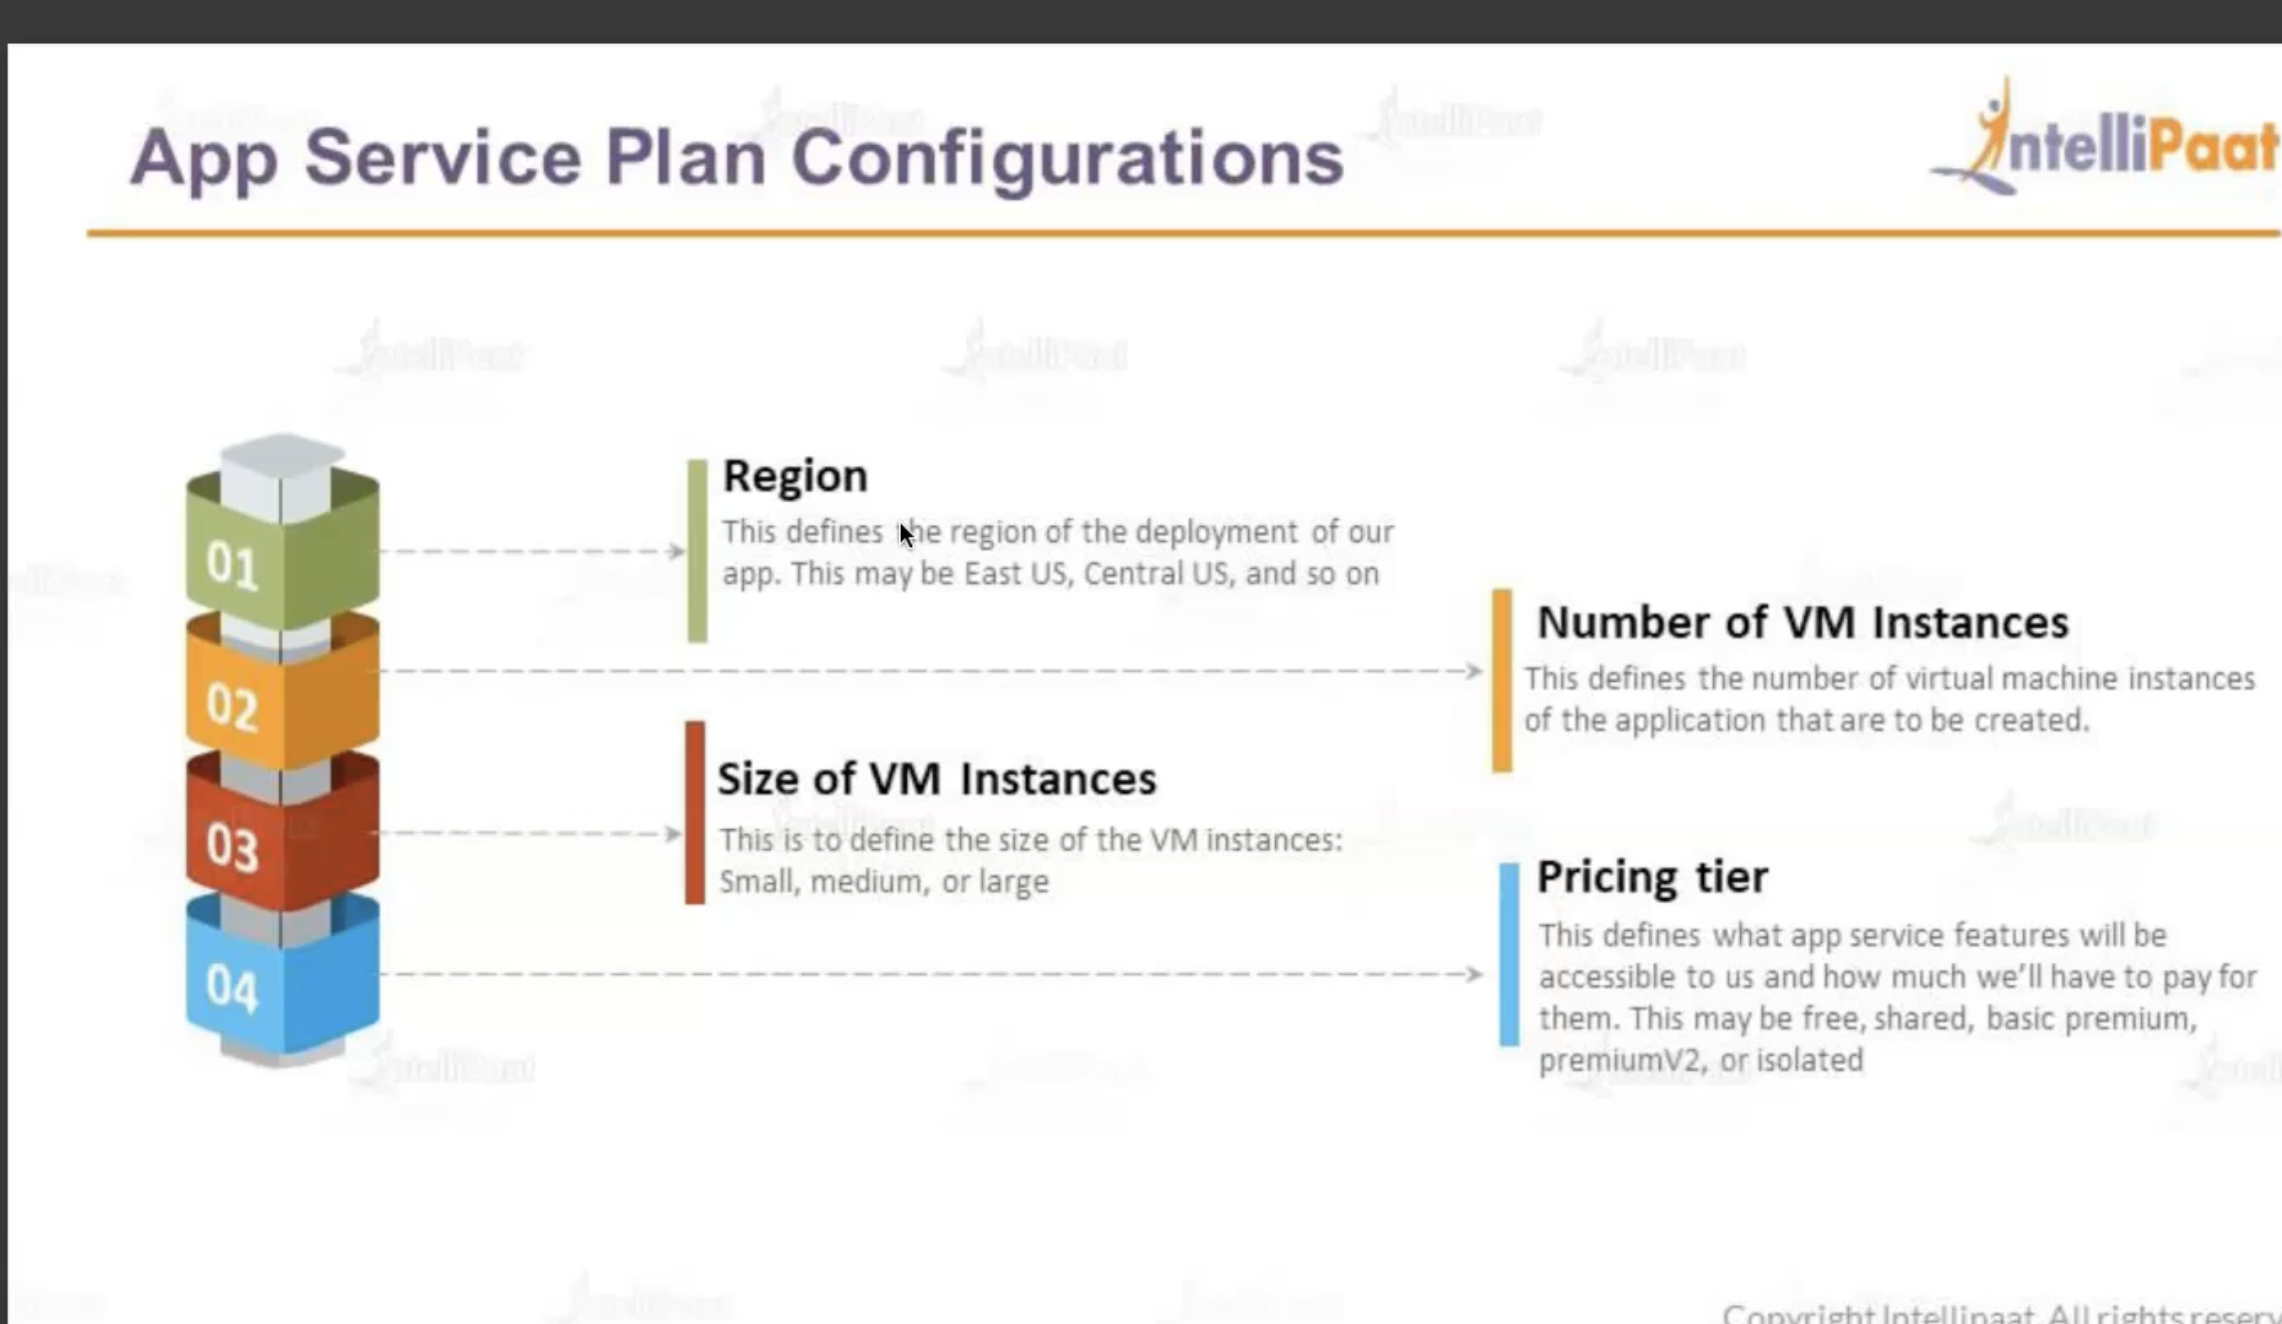 App Service Plan Configurations
IntelliPaat
01
Region
This defines the region of the deployment of our
app. This may be East US, Central US, and so on
02
Number of VM Instances
This defines the number of virtual machine instances
of the application that are to be created.
03
Size of VM Instances
This is to define the size of the VM instances:
Small, medium, or large
04
Pricing tier
This defines what app service features will be
accessible to us and how much we'll have to pay for
them. This may be free, shared, basic premium,
premiumV2, or isolated
Copyright Intellipaat. All rights reserv